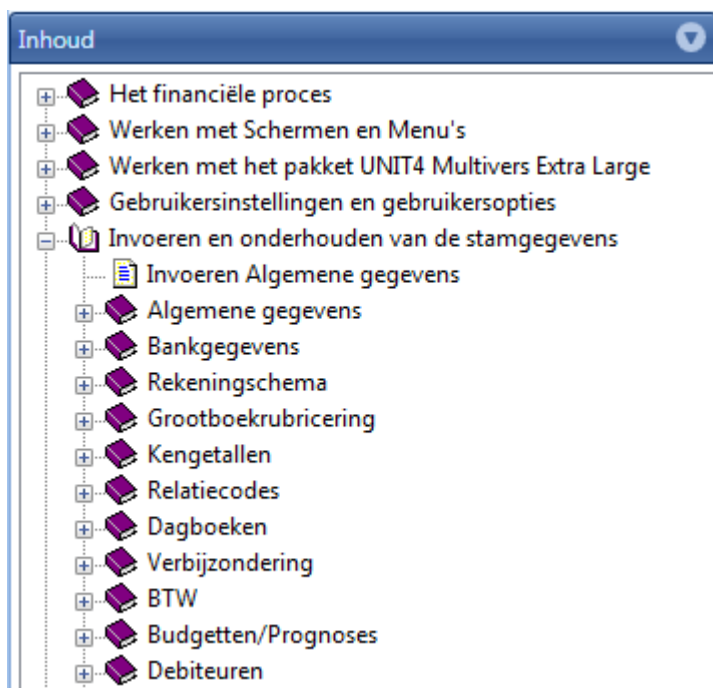 Inhoud
Het financiële proces
Werken met Schermen en Menu's
Werken met het pakket UNIT4 Multivers Extra Large
Gebruikersinstellingen en gebruikersopties
Invoeren en onderhouden van de stamgegevens
Invoeren Algemene gegevens
Algemene gegevens
Bankgegevens
Rekeningschema
Grootboekrubricering
Kengetallen
Relatiecodes
Dagboeken
Verbijzondering
BTW
Budgetten/Prognoses
Debiteuren